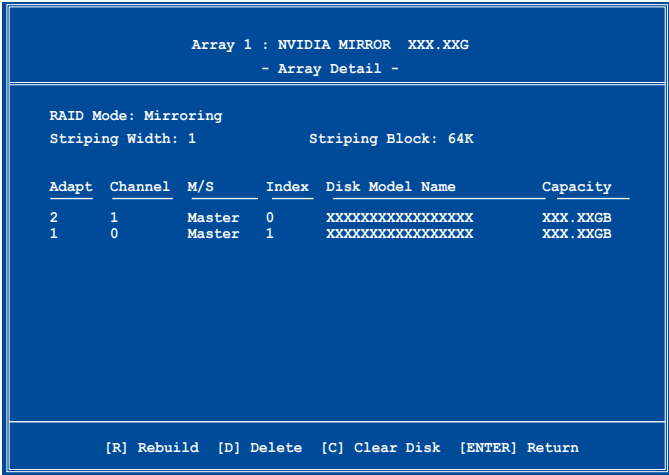 Array 1 : NVIDIA MIRROR XXX.XXG
- Array Detail -
RAID Mode: Mirroring
Striping Width: 1 Striping Block: 64K
Adapt Channel M/S Index Disk Model Name Capacity
2 1 Master 0 XXXXXXXXXXXXXXXXX XXX.XXGB
1 0 Master 1 XXXXXXXXXXXXXXXXX XXX.XXGB
[R] Rebuild [D] Delete [C] Clear Disk [ENTER] Return